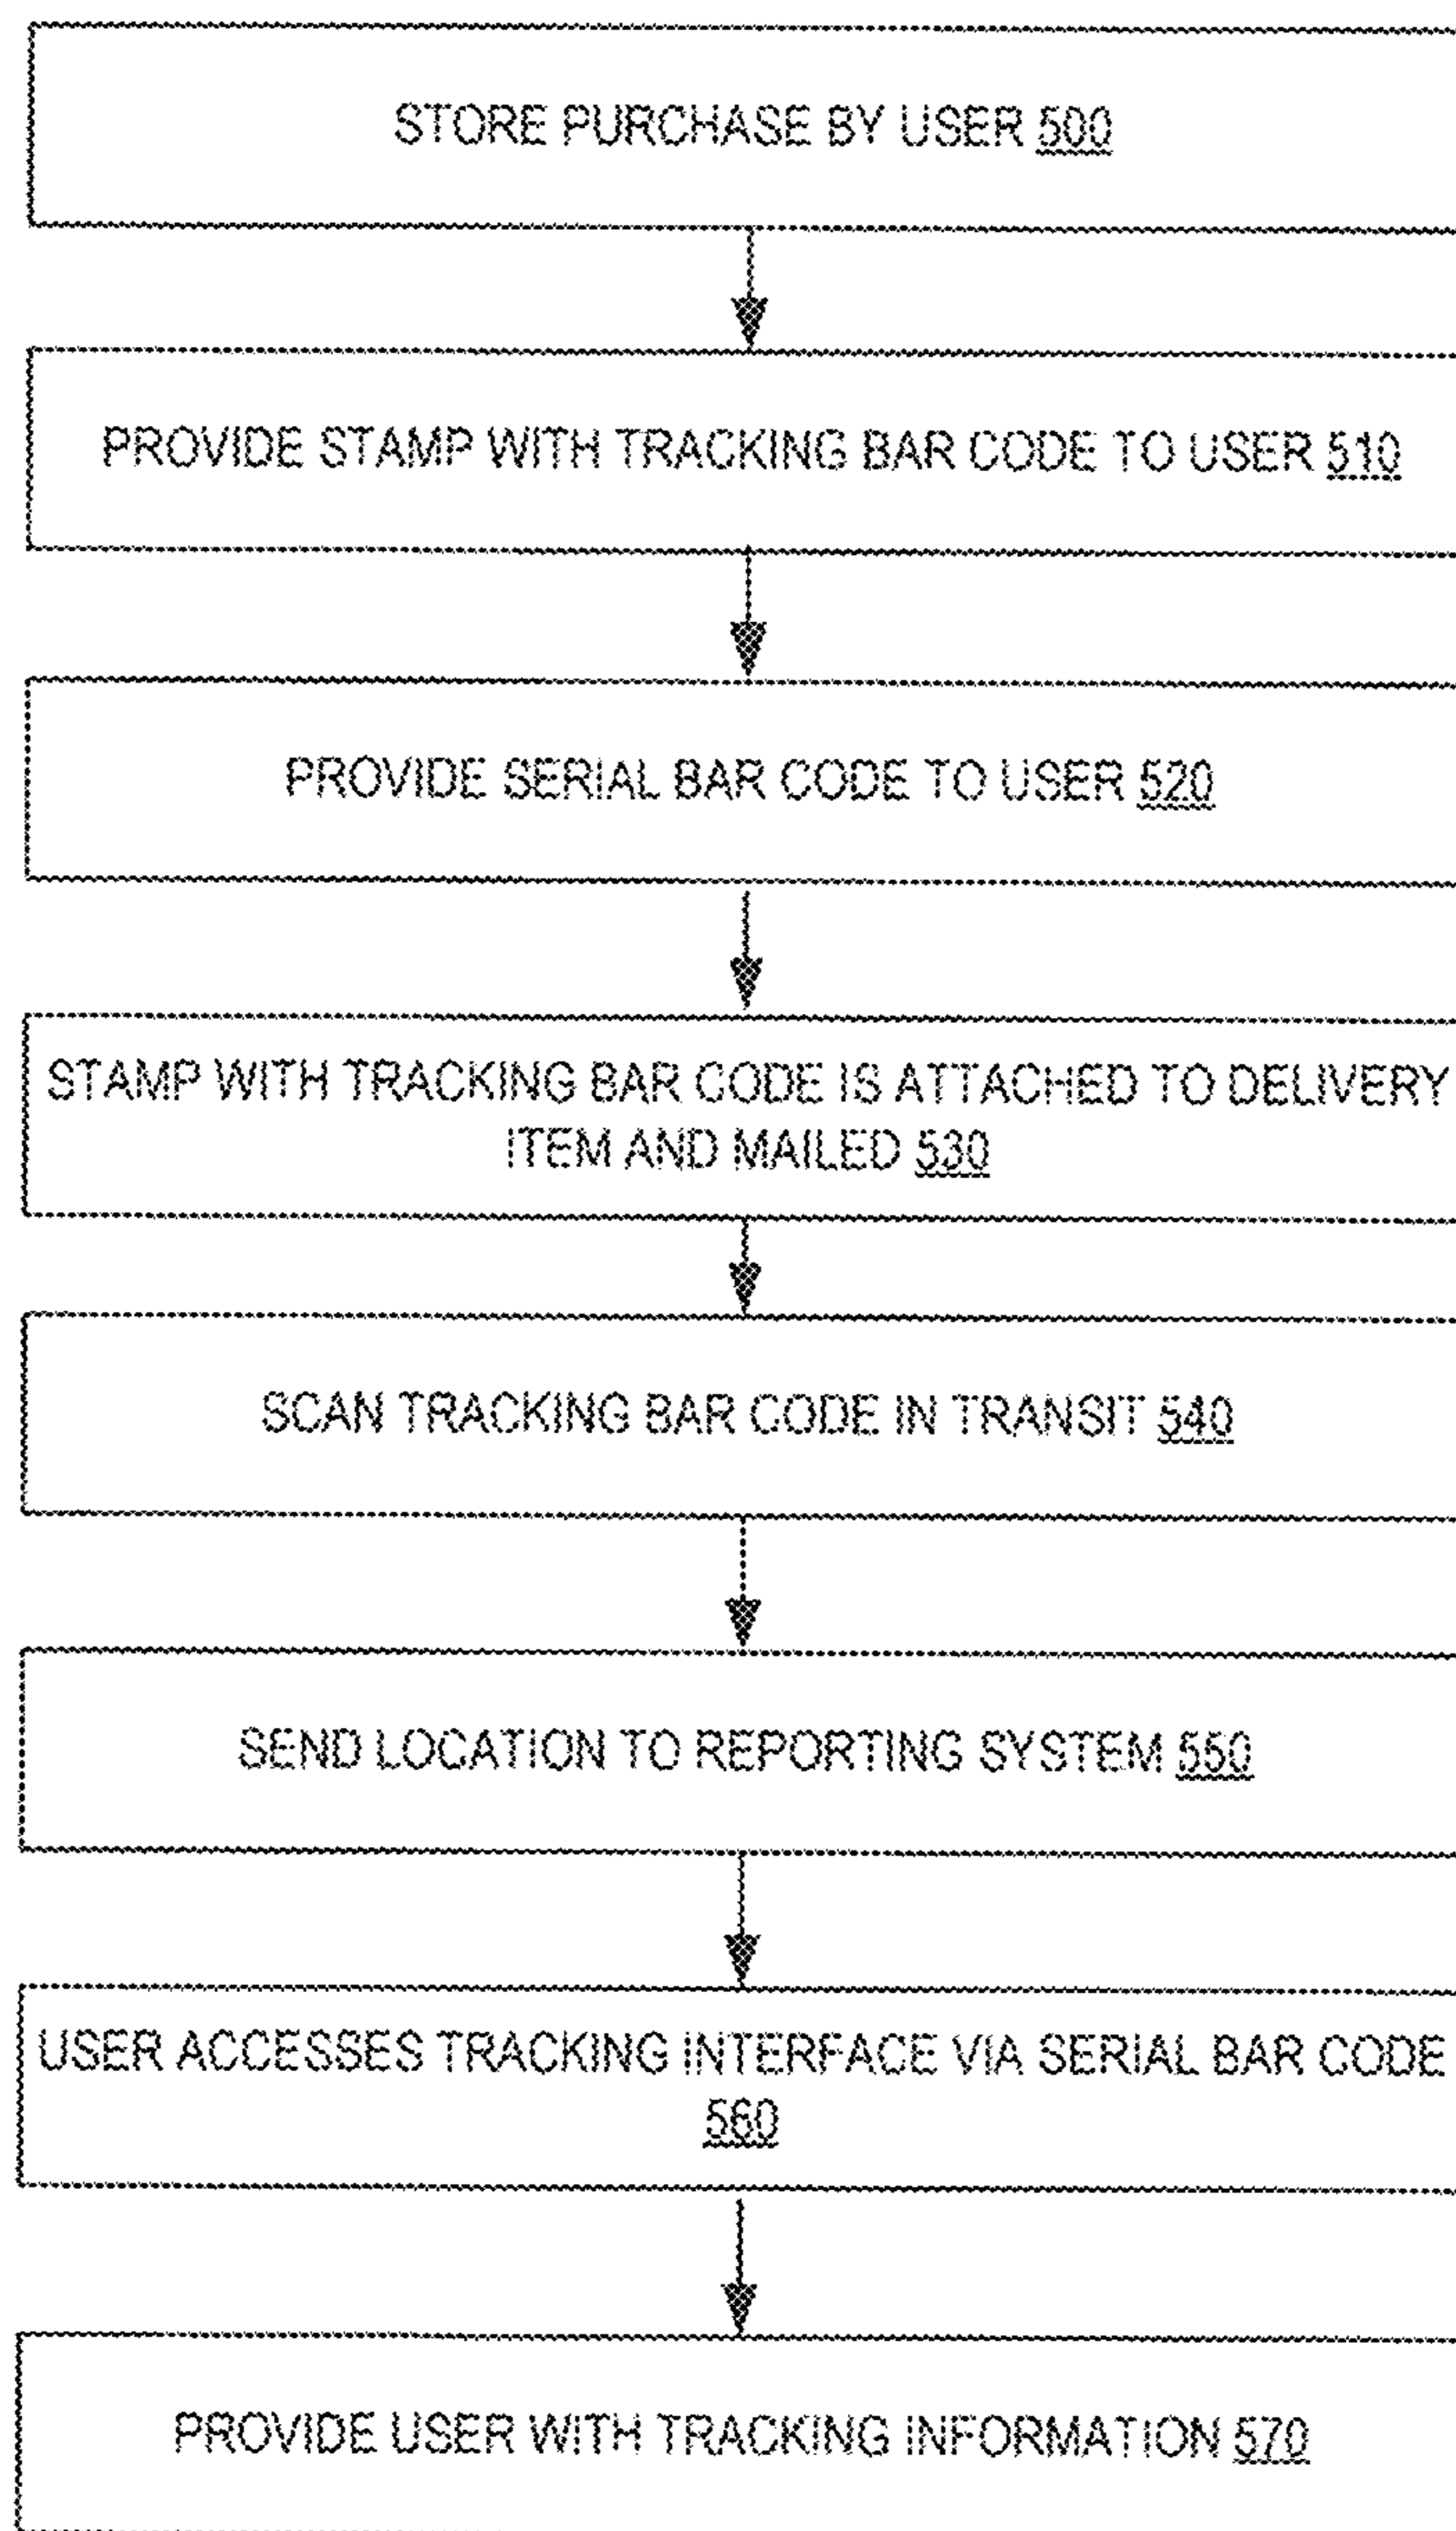 STORE PURCHASE BY USER 500
PROVIDE STAMP WITH TRACKING BAR CODE TO USER 510
PROVIDE SERIAL BAR CODE TO USER 520
STAMP WITH TRACKING BAR CODE IS ATTACHED TO DELIVERY
ITEM AND MAILED 530
SCAN TRACKING BAR CODE IN TRANSIT 540
SEND LOCATION TO REPORTING SYSTEM 550
USER ACCESSES TRACKING INTERFACE VIA SERIAL BAR CODE
560
PROVIDE USER WITH TRACKING INFORMATION 570